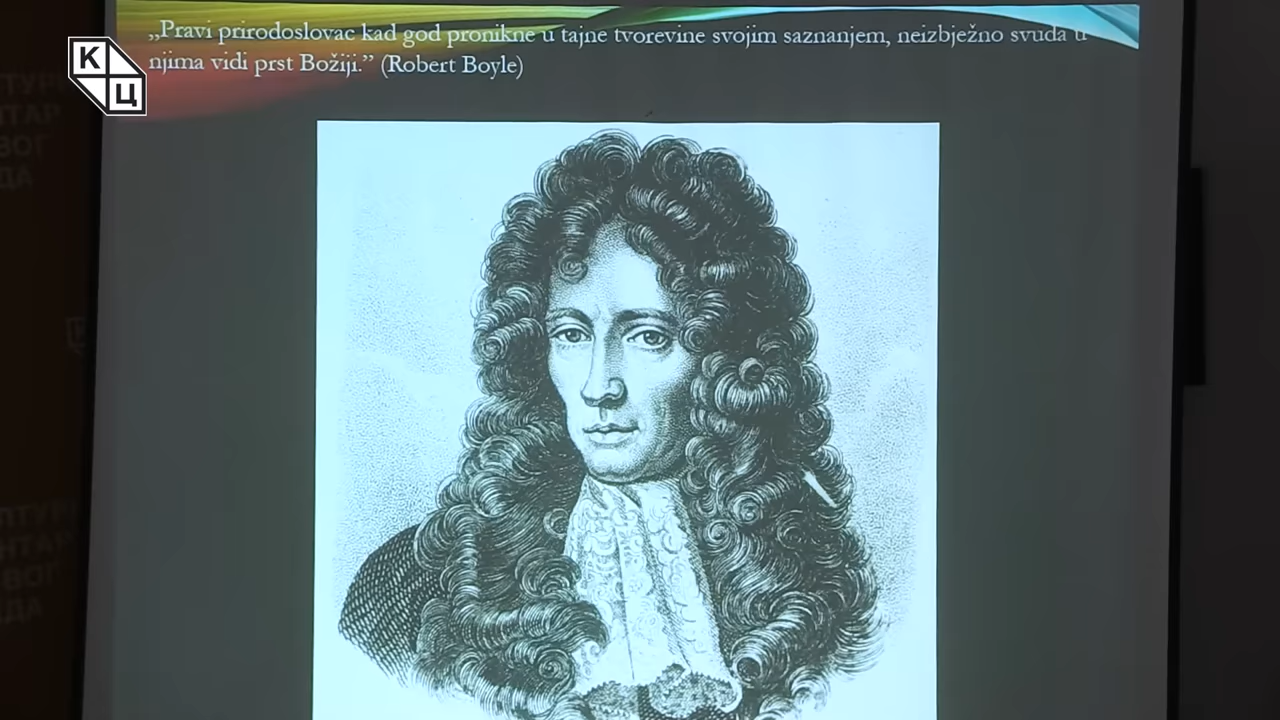 „Pravi prirodoslovac kad god pronikne u tajne tvorevine svojim saznanjem, neizbježno svuda u
njima vidi prst Božiji.” (Robert Boyle)
К
Ц